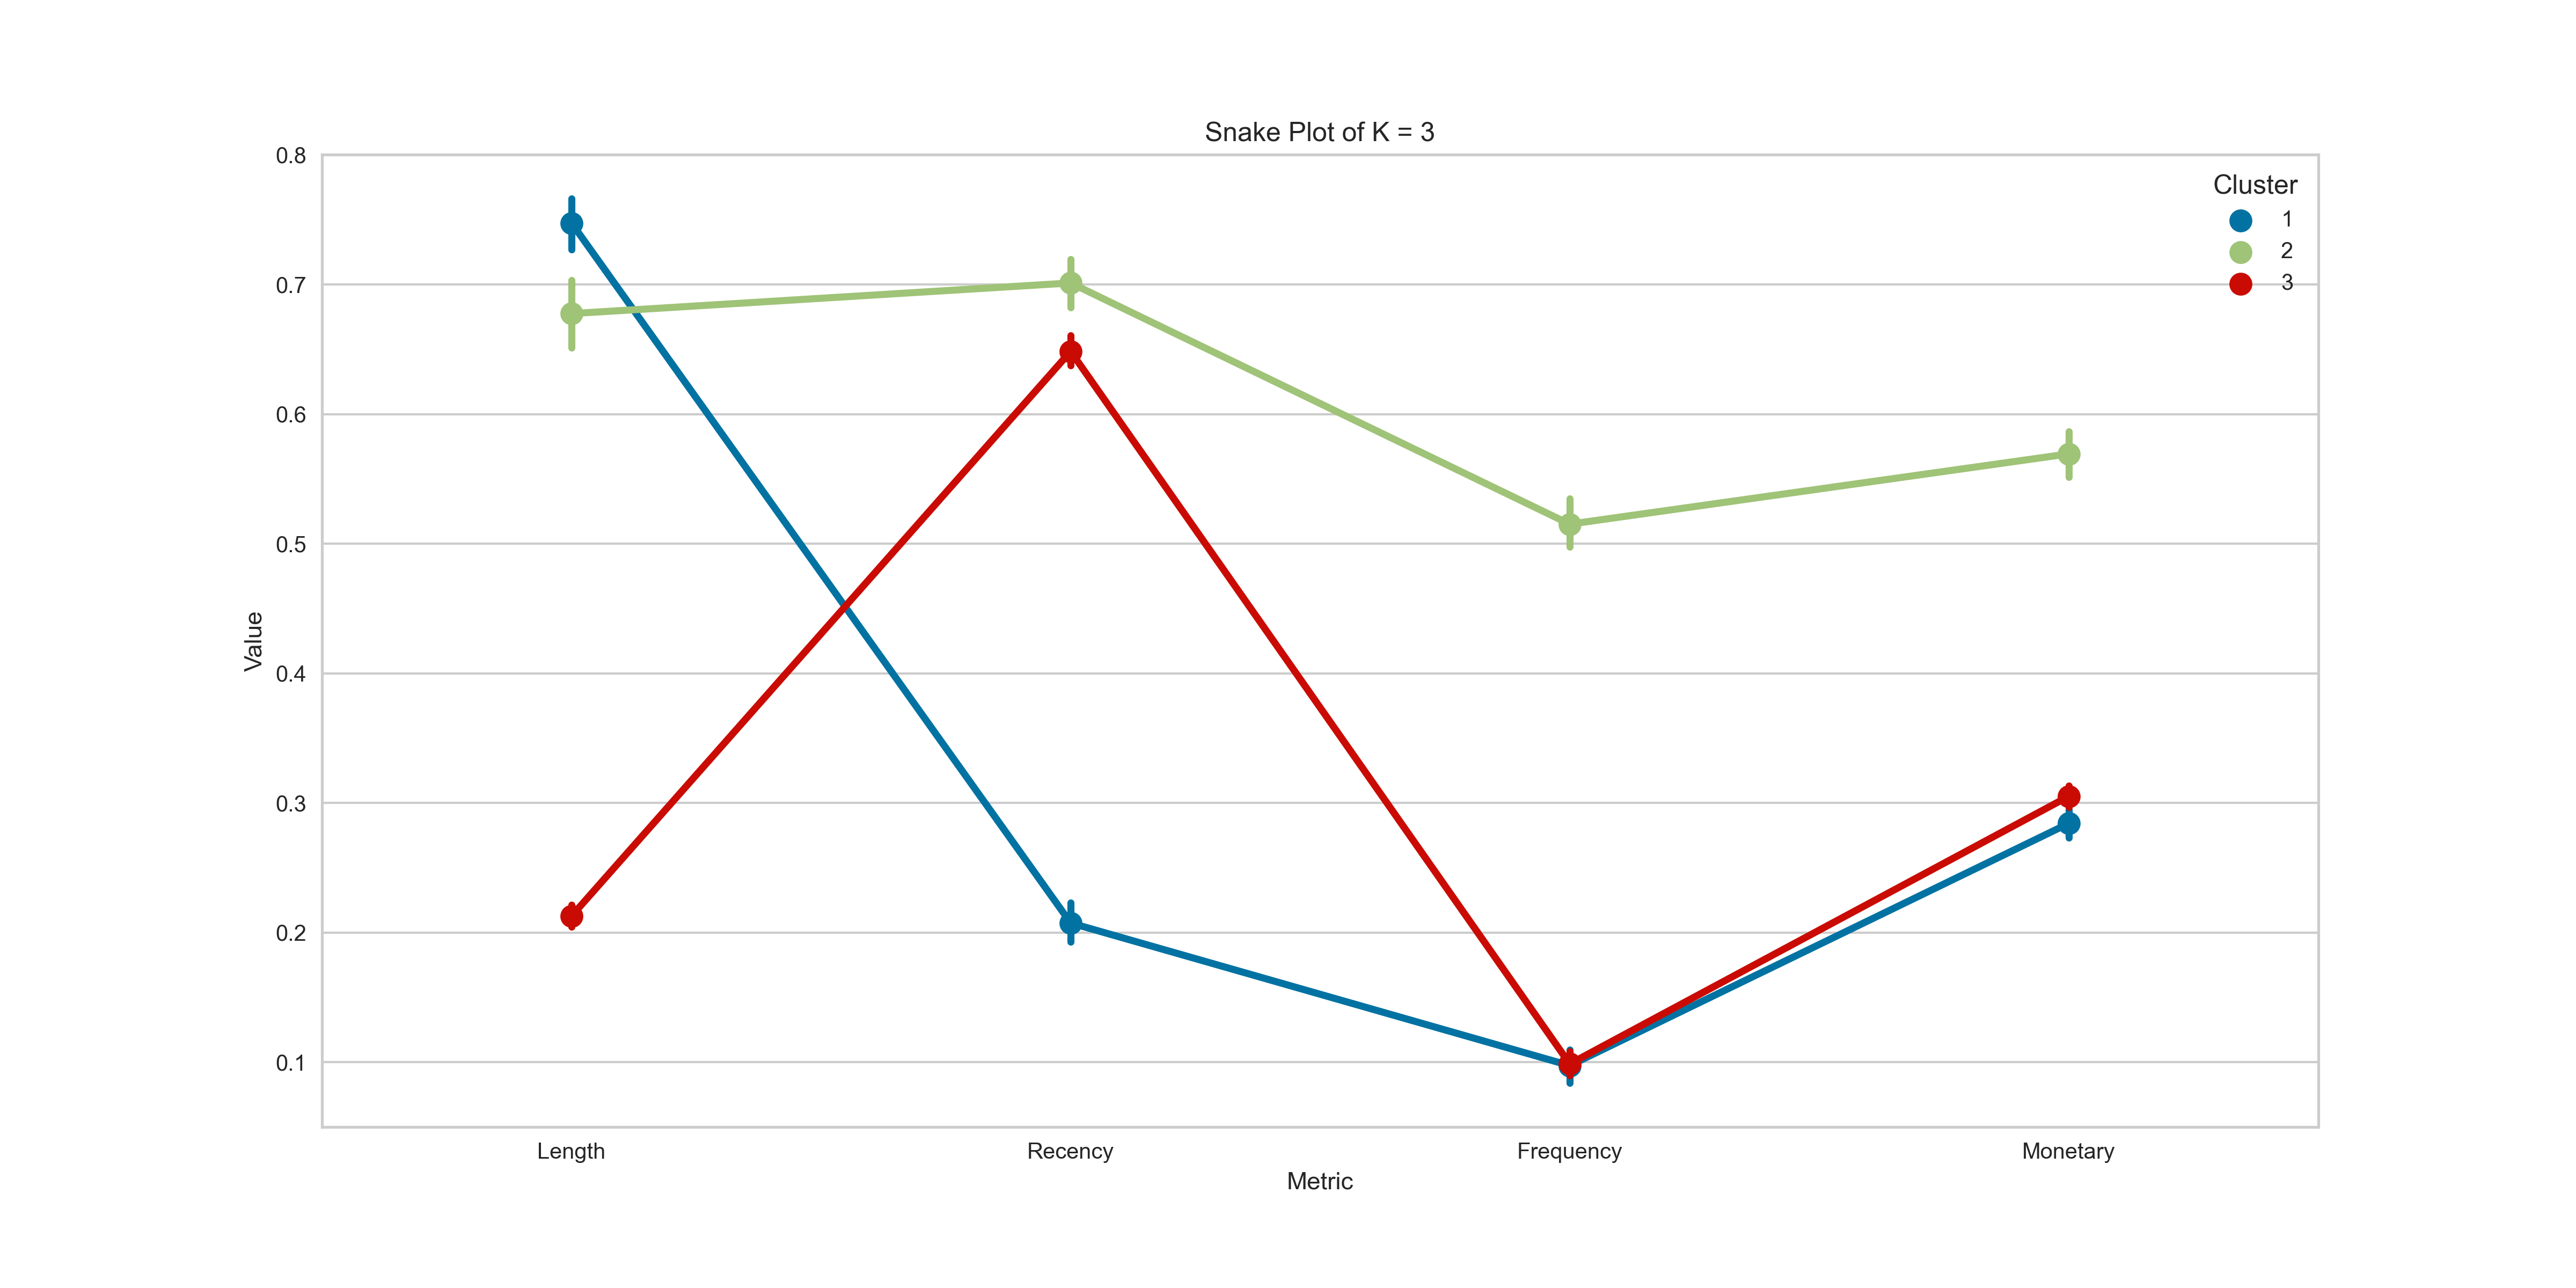 Snake Plot of K = 3
Cluster
1
2
3
0.8
0.7
0.6
0.5
0.4
0.3
0.2
0.1
Value
Length Recency Frequency Monetary
Metric